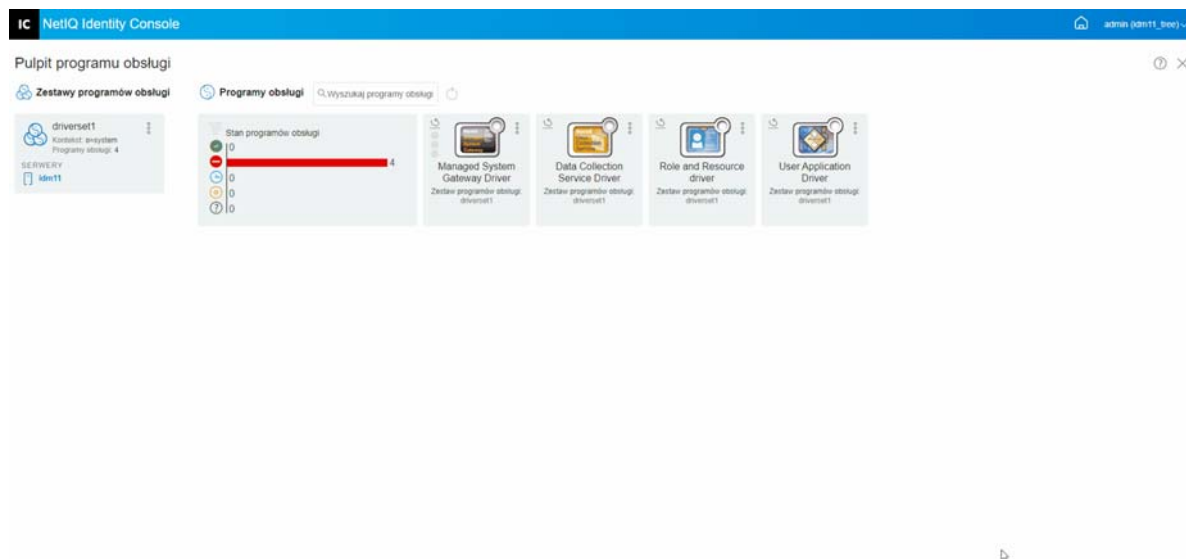 IC NetIQ Identity Console
admin (idm11_tree)
Pulpit programu obsługi
Zestawy programów obsługi
Programy obsługi
Wyszukaj programy obsługi
driverset1
Kontekst: o=system
Programy obsługi: 4
SERWERY
idm11
Stan programów obsługi
0
4
0
0
0
Managed System
Gateway Driver
Zestaw programów obsługi:
driverset1
Data Collection
Service Driver
Zestaw programów obsługi:
driverset1
Role and Resource
driver
Zestaw programów obsługi:
driverset1
User Application
Driver
Zestaw programów obsługi:
driverset1